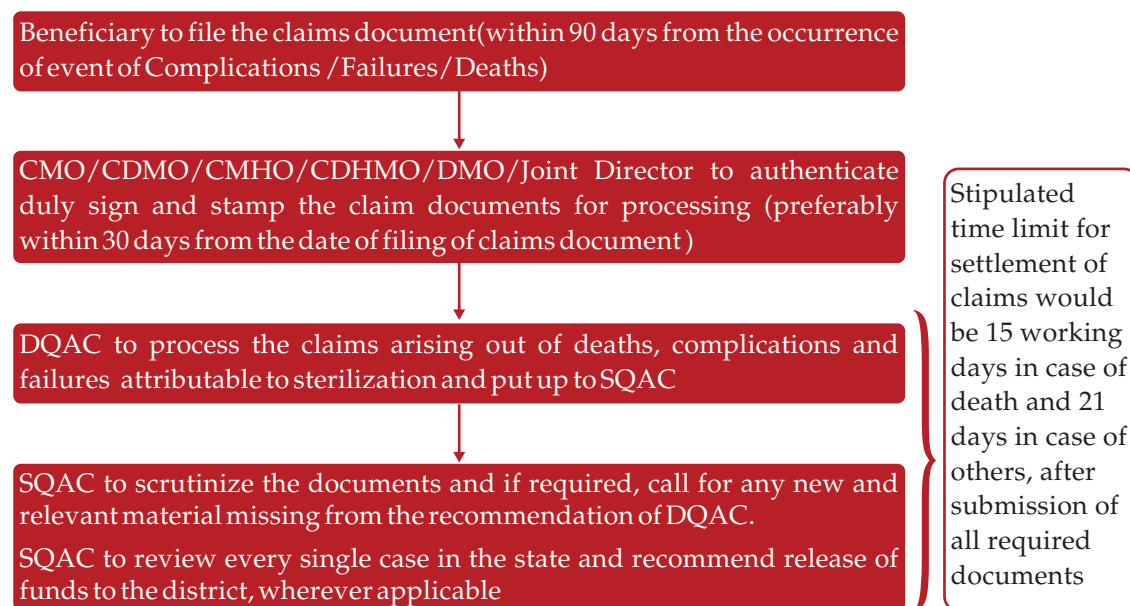 Beneficiary to file the claims document(within 90 days from the occurrence
of event of Complications /Failures/Deaths)
CMO/CDMO/CMHO/CDHMO/DMO/Joint Director to authenticate
duly sign and stamp the claim documents for processing (preferably
within 30 days from the date of filing of claims document )
DQAC to process the claims arising out of deaths, complications and
failures attributable to sterilization and put up to SQAC
SQAC to scrutinize the documents and if required, call for any new and
relevant material missing from the recommendation of DQAC.
SQAC to review every single case in the state and recommend release of
funds to the district, wherever applicable
Stipulated
time limit for
settlement of
claims would
be 15 working
days in case of
death and 21
days in case of
others, after
submission of
all required
documents